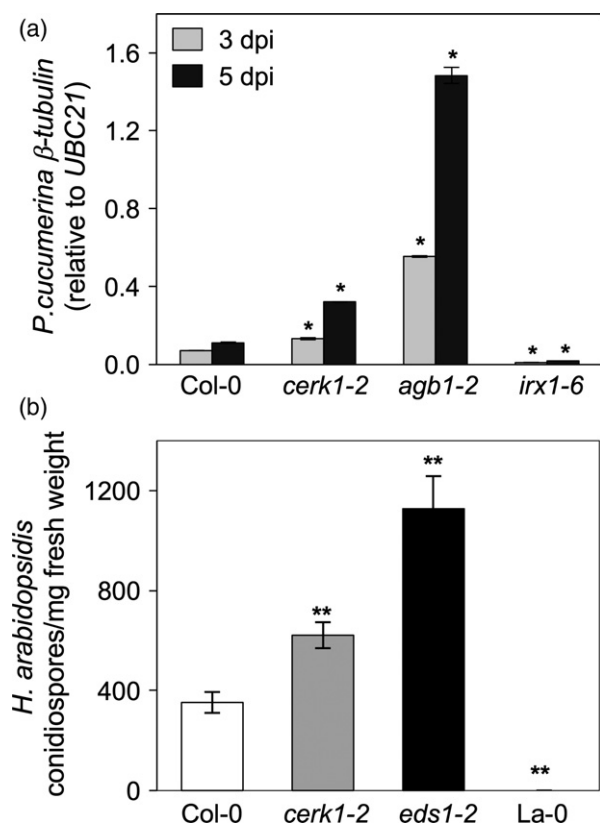 (a)
P.cucumerina β-tubulin
(relative to UBC21)
1.6
1.2
0.8
0.4
0.0
3 dpi
5 dpi
*
*
*
*
*
*
Col-0
cerk1-2
agb1-2
irx1-6
(b)
H. arabidopsidis
conidiospores/mg fresh weight
1200
800
400
0
**
**
**
Col-0
cerk1-2
eds1-2
La-0